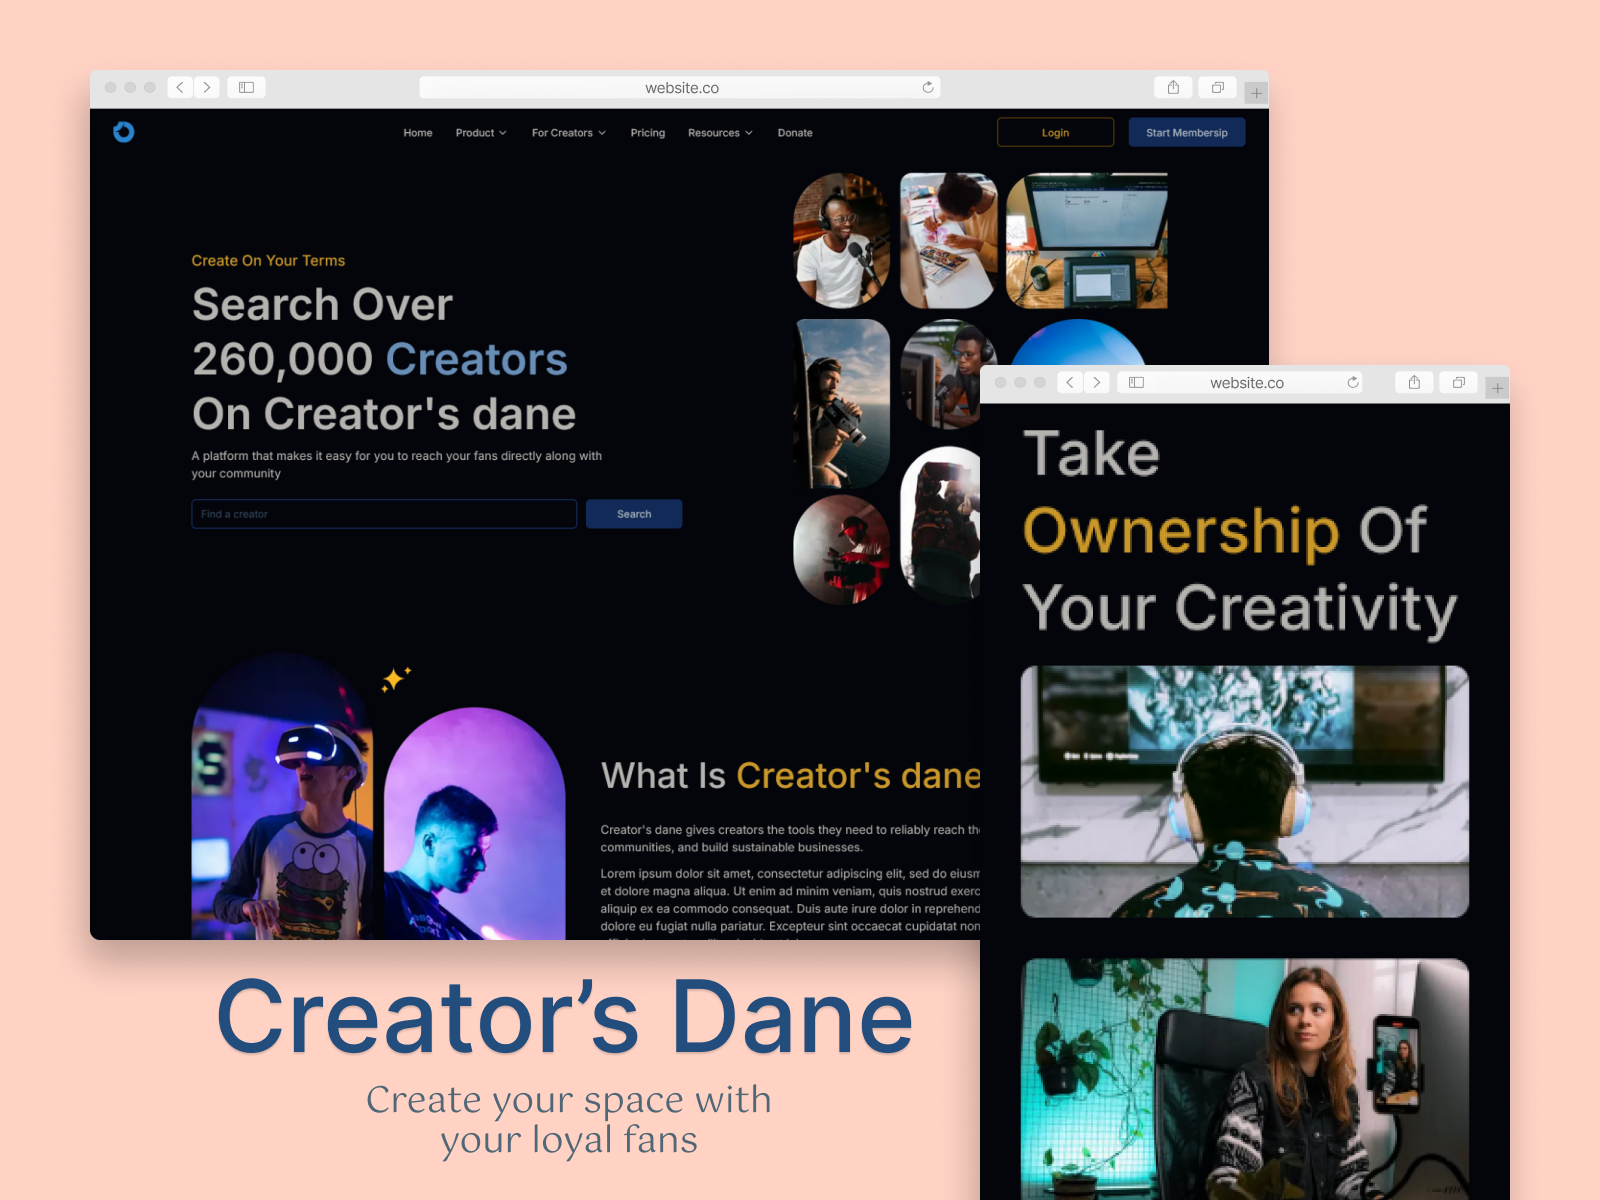 website.co
Home Product For Creators Pricing Resources Donate Login Start Membersip
Create On Your Terms
Search Over
260,000 Creators
On Creator's dane
A platform that makes it easy for you to reach your fans directly along with
your community
Find a creator Search
What Is Creator's dane
Creator's dane gives creators the tools they need to reliably reach
communities, and build sustainable businesses.
Lorem ipsum dolor sit amet, consectetur adipiscing elit, sed do
et dolore magna aliqua. Ut enim ad minim veniam, quis nostrud
aliquip ex ea commodo consequat. Duis aute irure dolor in
dolore eu fugiat nulla pariatur. Excepteur sint occaecat cupidatat non
website.co
Take
Ownership Of
Your Creativity
Creator’s Dane
Create your space with
your loyal fans